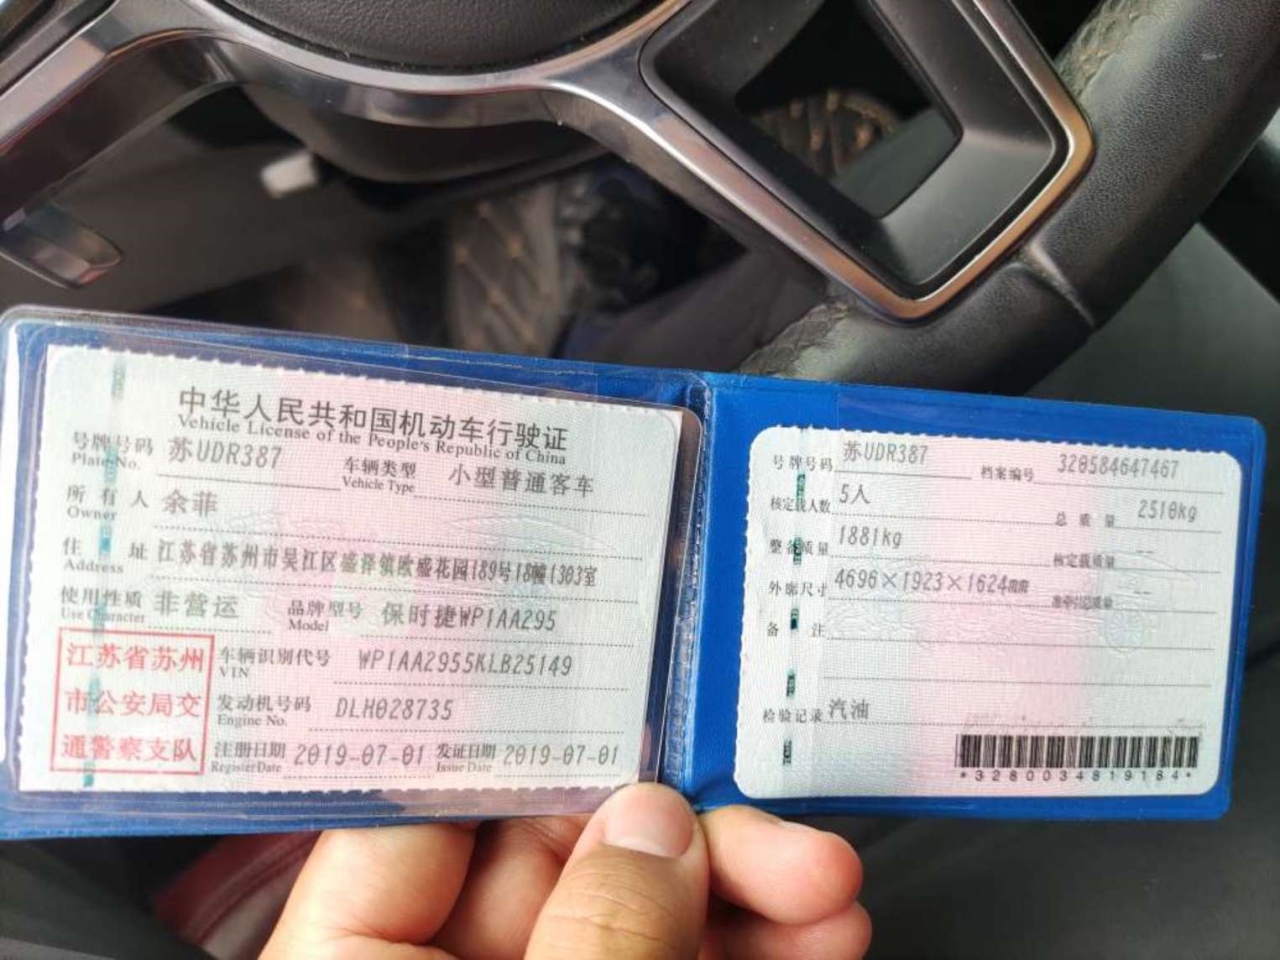 中华人民共和国机动车行驶证
Vehicle License of the People's Republic of China
号牌号码 苏UDR387 车辆类型 小型普通客车
Plate No. Vehicle Type
所有人 余菲
Owner
住址 江苏省苏州市吴江区盛泽镇欧盛花园189号18幢1303室
Address
使用性质 非营运 品牌型号 保时捷WP1AA295
Use Character Model
江苏省苏州
市公安局交
通警察支队
车辆识别代号 WP1AA2955KLB25149
VIN
发动机号码 DLH028735
Engine No.
注册日期 2019-07-01 发证日期 2019-07-01
Register Date Issue Date
号牌号码 苏UDR387 档案编号 320584647467
核定载人数 5人 总质量 2510kg
整备质量 1881kg 核定载质量 --
外廓尺寸 4696×1923×1624 准牵引总质量 --
备注
检验记录 汽油
*3280034819184*